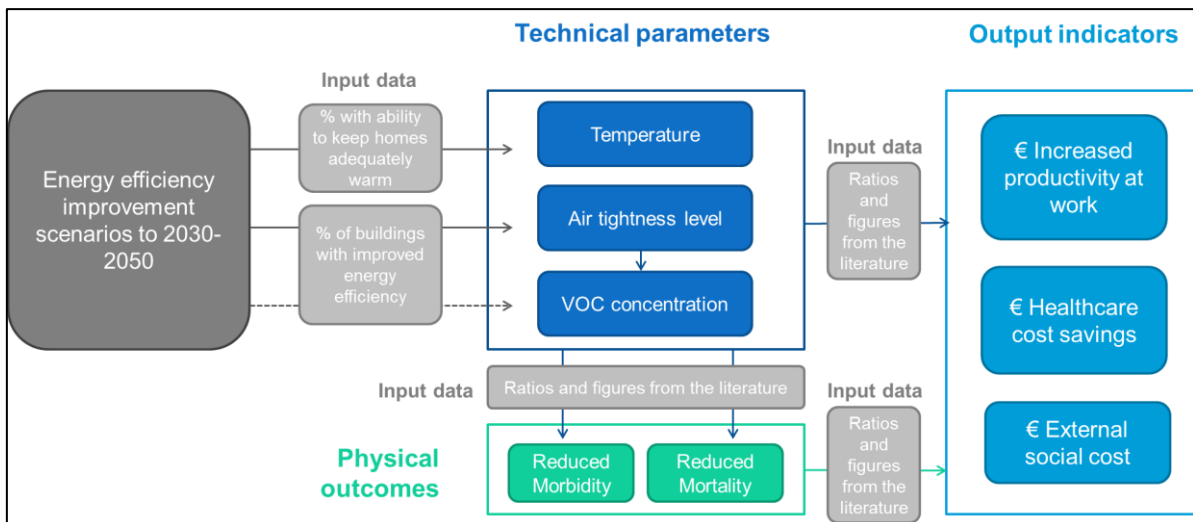 Technical parameters
Output indicators
Input data
Energy efficiency
improvement
scenarios to 2030-
2050
% with ability
to keep homes
adequately
warm
% of buildings
with improved
energy
efficiency
Temperature
Air tightness level
VOC concentration
Input data
Ratios
and
figures
from the
literature
€ Increased
productivity at
work
€ Healthcare
cost savings
€ External
social cost
Input data
Ratios and figures from the literature
Input data
Ratios
and
figures
from the
literature
Physical
outcomes
Reduced
Morbidity
Reduced
Mortality